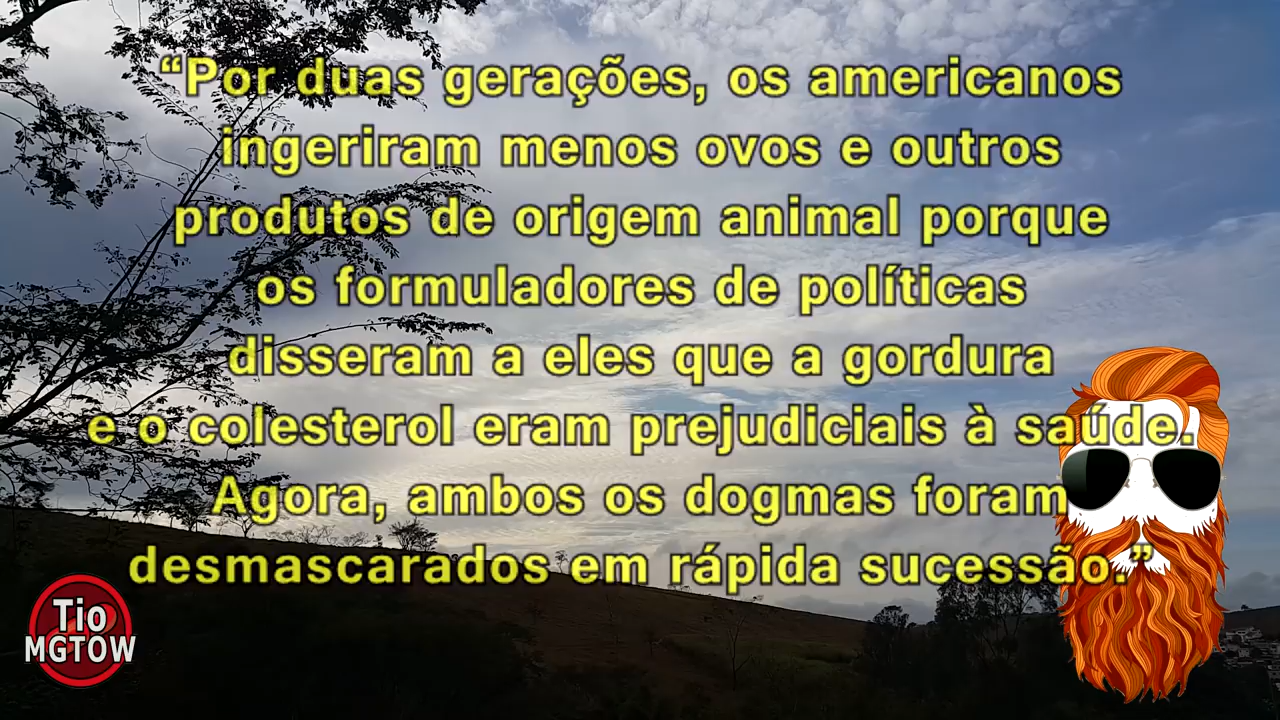 “Por duas gerações, os americanos
ingeriram menos ovos e outros
produtos de origem animal porque
os formuladores de políticas
disseram a eles que a gordura
e o colesterol eram prejudiciais à saúde.
Agora, ambos os dogmas foram
desmascarados em rápida sucessão.”
Tio
MGTOW